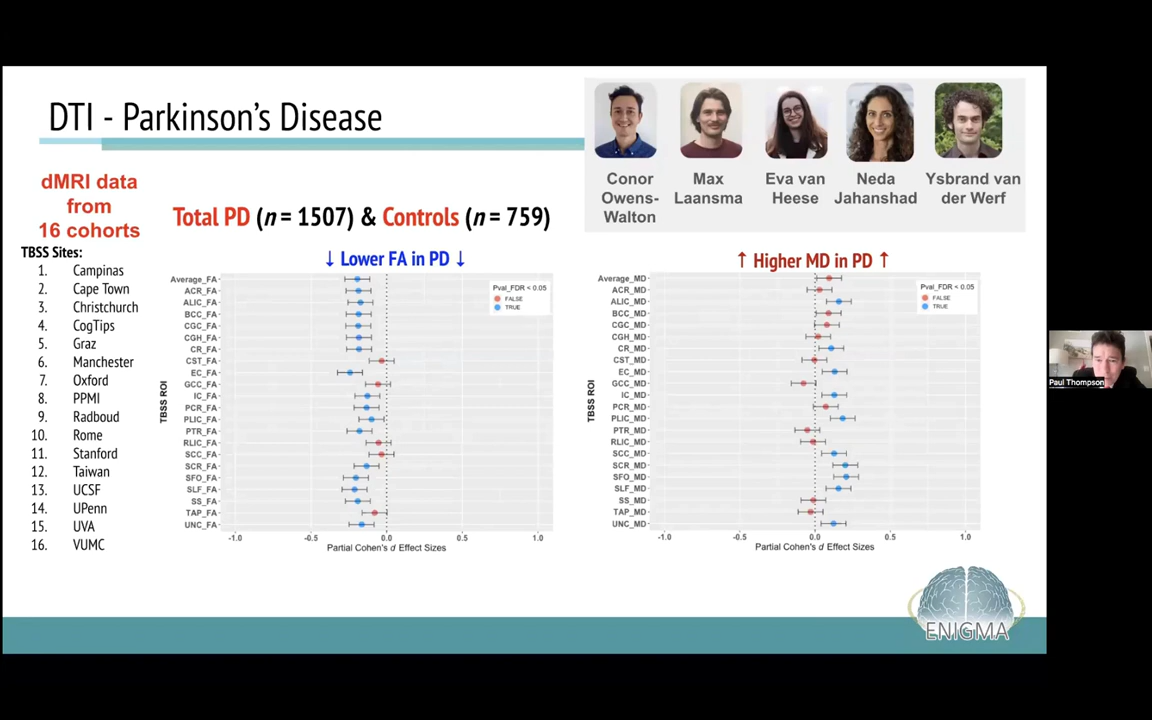 DTI - Parkinson's Disease
Conor
Owens-
Walton
Max
Laansma
Eva van
Heese
Neda
Jahanshad
Ysbrand van
der Werf
dMRI data
from
16 cohorts
Total PD (n = 1507) & Controls (n = 759)
TBSS Sites:
1. Campinas
2. Cape Town
3. Christchurch
4. CogTips
5. Graz
6. Manchester
7. Oxford
8. PPMI
9. Radboud
10. Rome
11. Stanford
12. Taiwan
13. UCSF
14. UPenn
15. UVA
16. VUMC
↓ Lower FA in PD ↓
TBSS ROI
Average_FA
ACR_FA
ALIC_FA
BCC_FA
CGC_FA
CGH_FA
CR_FA
CST_FA
EC_FA
GCC_FA
IC_FA
PCR_FA
PLIC_FA
PTR_FA
RLIC_FA
SCC_FA
SCR_FA
SFO_FA
SLF_FA
SS_FA
TAP_FA
UNC_FA
Pval_FDR < 0.05
FALSE
TRUE
-1.0 -0.5 0.0 0.5 1.0
Partial Cohen's d Effect Sizes
↑ Higher MD in PD ↑
TBSS ROI
Average_MD
ACR_MD
ALIC_MD
BCC_MD
CGC_MD
CGH_MD
CR_MD
CST_MD
EC_MD
GCC_MD
IC_MD
PCR_MD
PLIC_MD
PTR_MD
RLIC_MD
SCC_MD
SCR_MD
SFO_MD
SLF_MD
SS_MD
TAP_MD
UNC_MD
Pval_FDR < 0.05
FALSE
TRUE
-1.0 -0.5 0.0 0.5 1.0
Partial Cohen's d Effect Sizes
ENIGMA
Paul Thompson